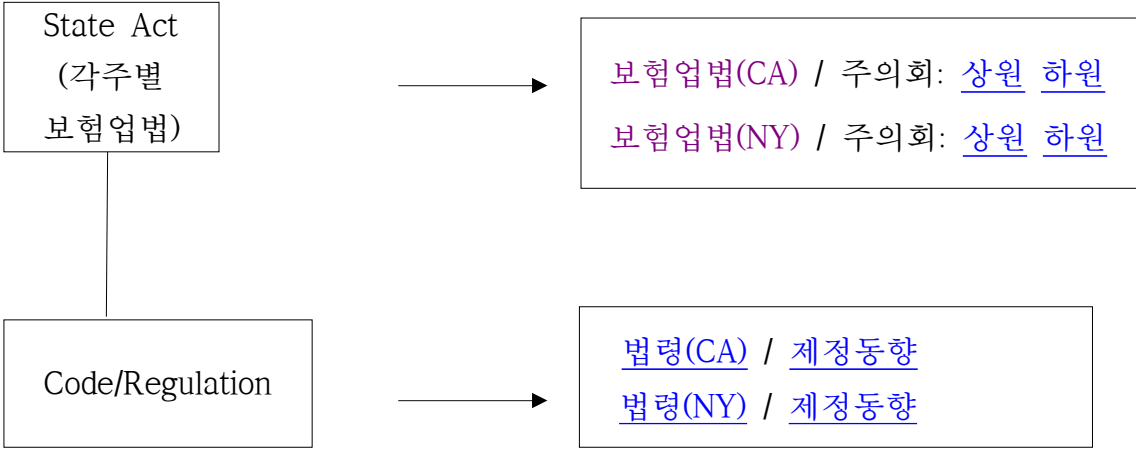 State Act
(각주별
보험업법)
보험업법(CA) / 주의회: 상원 하원
보험업법(NY) / 주의회: 상원 하원
Code/Regulation
법령(CA) / 제정동향
법령(NY) / 제정동향